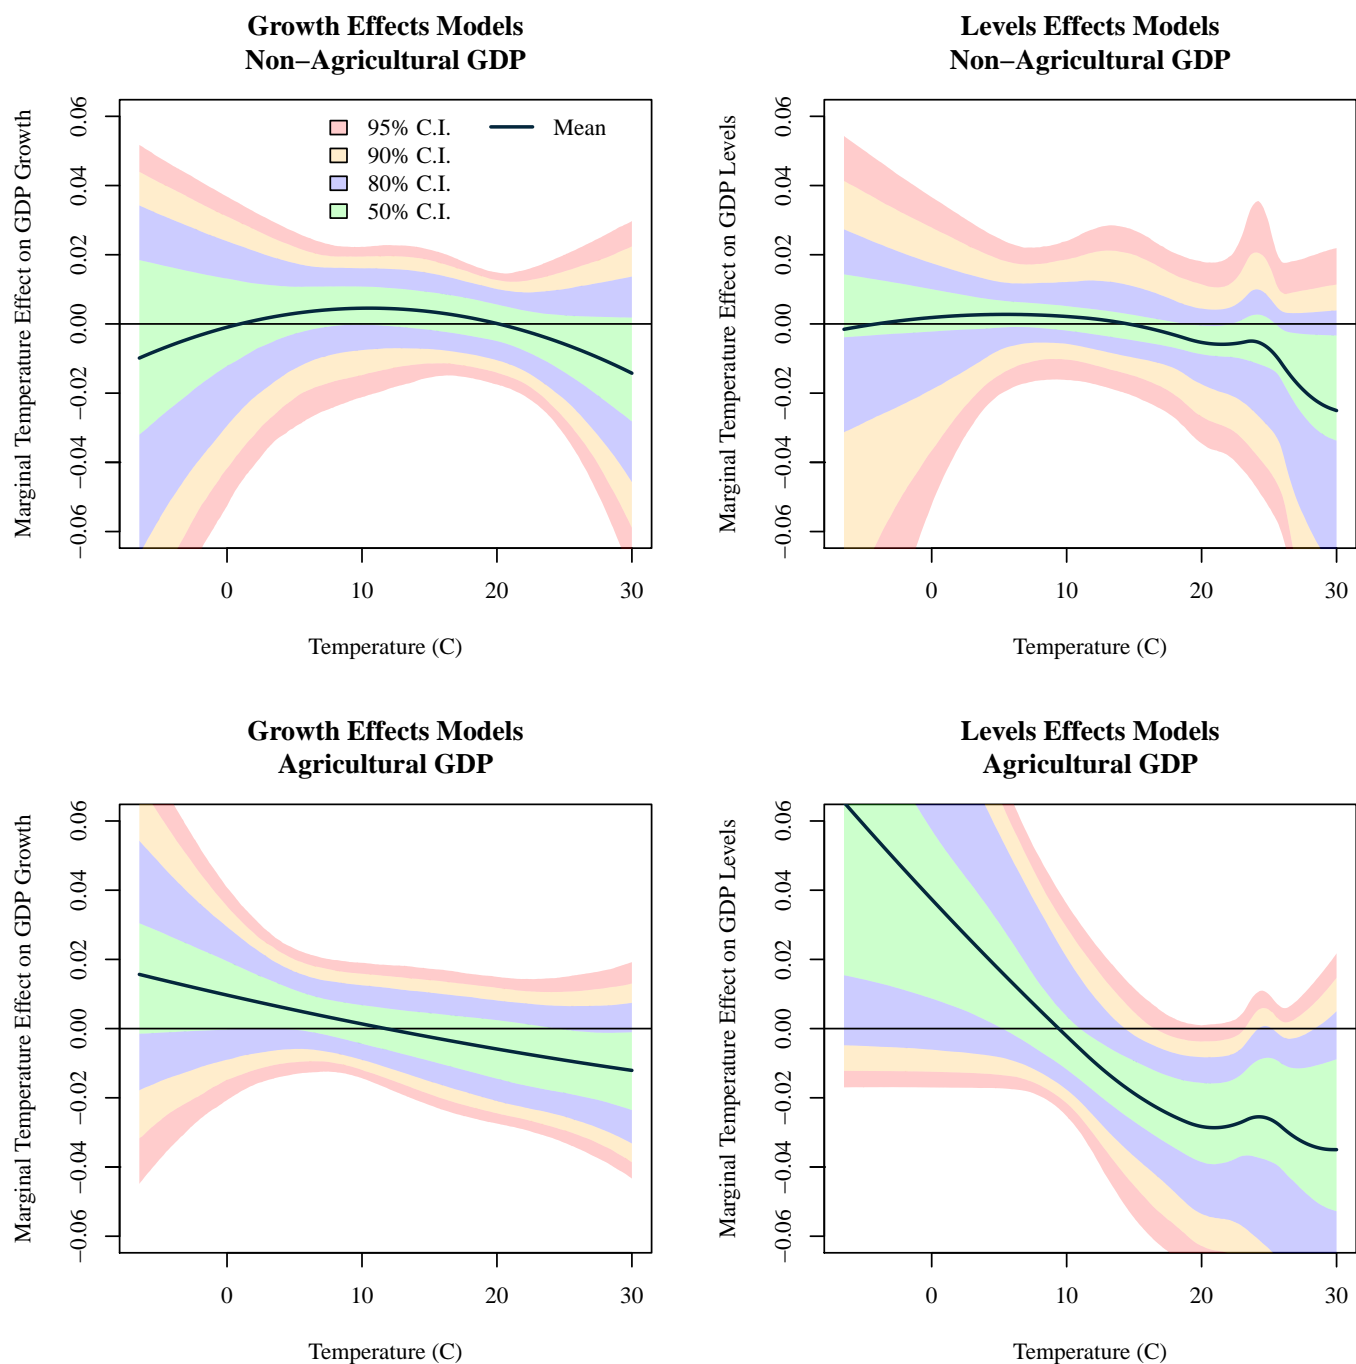 Growth Effects Models
Non−Agricultural GDP
Marginal Temperature Effect on GDP Growth
0.06
0.04
0.02
0.00
−0.02
−0.04
−0.06
95% C.I.
90% C.I.
80% C.I.
50% C.I.
Mean
0 10 20 30
Temperature (C)
Levels Effects Models
Non−Agricultural GDP
Marginal Temperature Effect on GDP Levels
0.06
0.04
0.02
0.00
−0.02
−0.04
−0.06
0 10 20 30
Temperature (C)
Growth Effects Models
Agricultural GDP
Marginal Temperature Effect on GDP Growth
0.06
0.04
0.02
0.00
−0.02
−0.04
−0.06
0 10 20 30
Temperature (C)
Levels Effects Models
Agricultural GDP
Marginal Temperature Effect on GDP Levels
0.06
0.04
0.02
0.00
−0.02
−0.04
−0.06
0 10 20 30
Temperature (C)